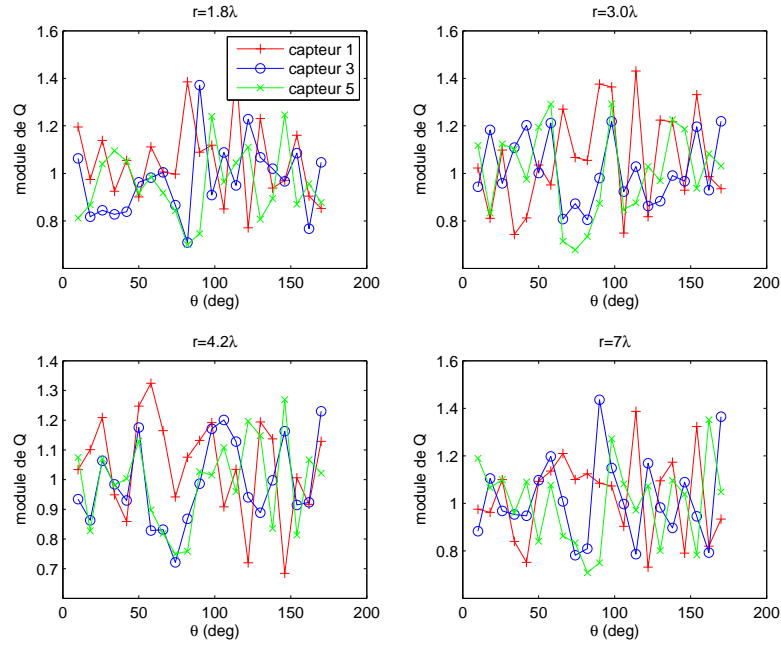 r=1.8λ
module de Q
1.6
1.4
1.2
1
0.8
0
50
100
150
200
θ (deg)
capteur 1
capteur 3
capteur 5
r=3.0λ
module de Q
1.6
1.4
1.2
1
0.8
0
50
100
150
200
θ (deg)
r=4.2λ
module de Q
1.4
1.3
1.2
1.1
1
0.9
0.8
0.7
0
50
100
150
200
θ (deg)
r=7λ
module de Q
1.6
1.4
1.2
1
0.8
0
50
100
150
200
θ (deg)